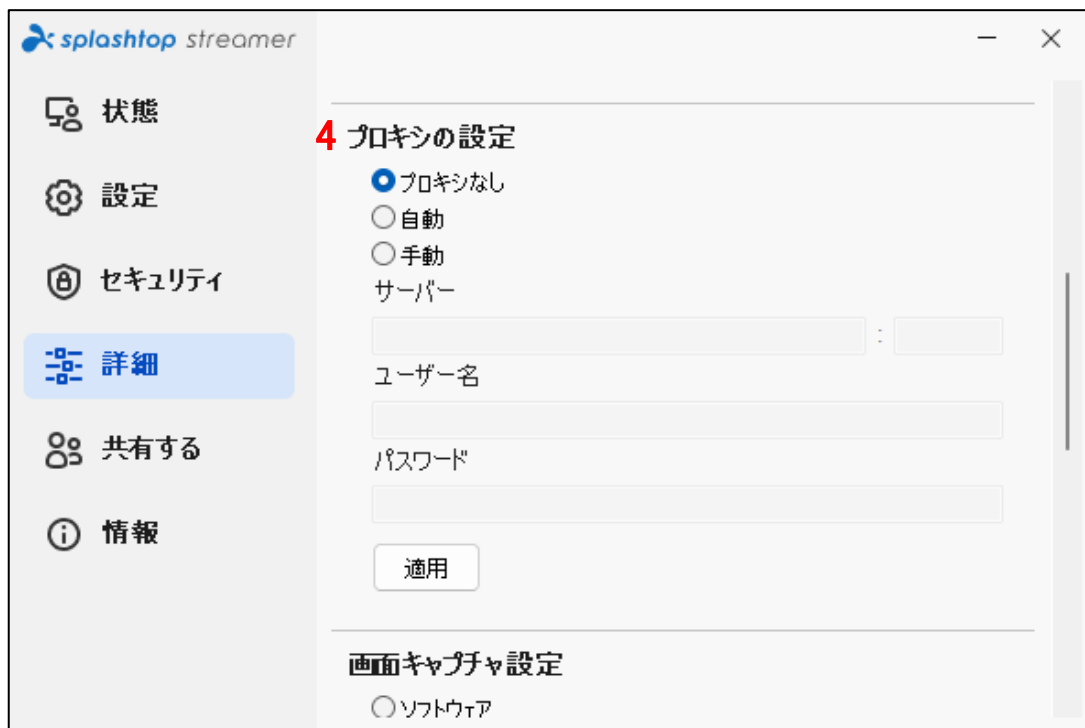 splashtop streamer
状態
設定
セキュリティ
詳細
共有する
情報
4 プロキシの設定
プロキシなし
自動
手動
サーバー
:
ユーザー名
パスワード
適用
画面キャプチャ設定
ソフトウェア